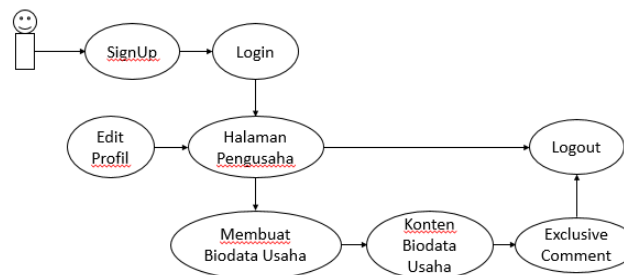 SignUp
Login
Edit
Profil
Halaman
Pengusaha
Logout
Membuat
Biodata Usaha
Konten
Biodata
Usaha
Exclusive
Comment